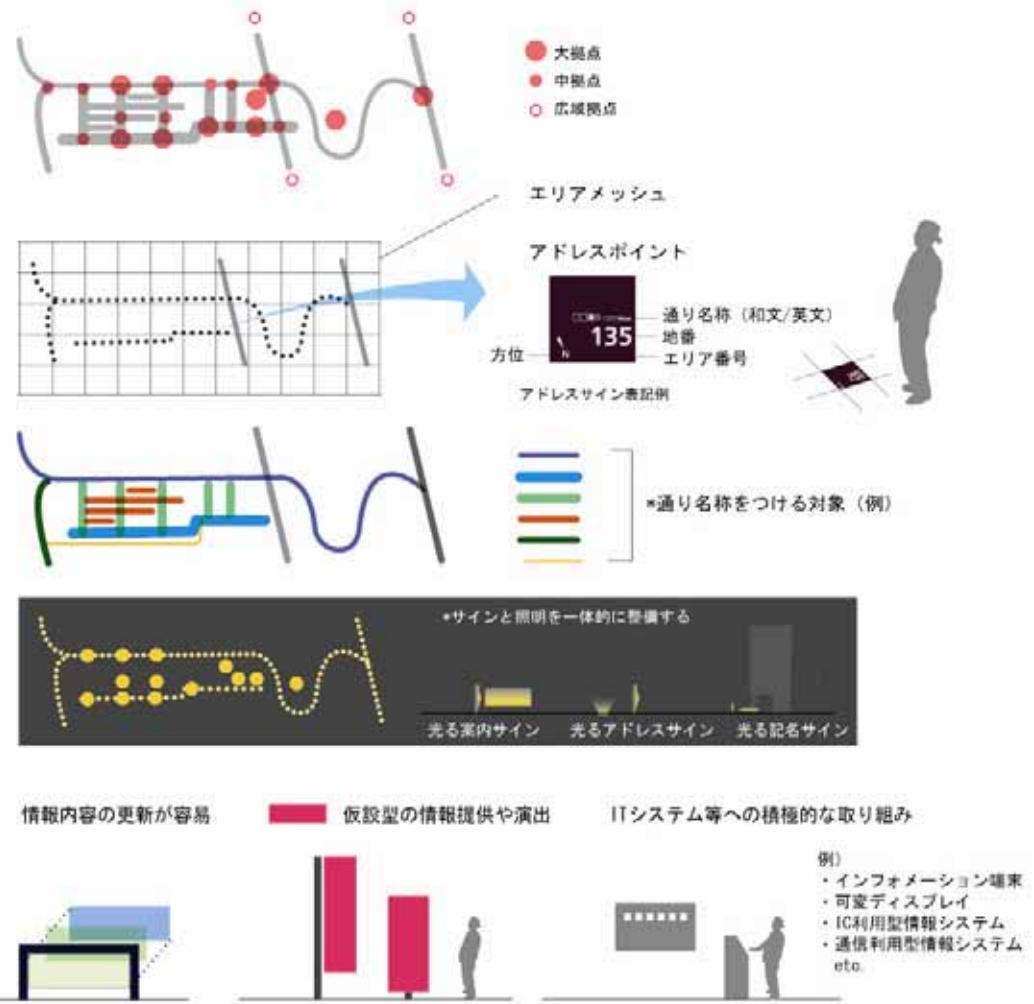 大拠点
中拠点
広域拠点
エリアメッシュ
アドレスポイント
135
N
通り名称（和文/英文）
地番
エリア番号
方位
アドレスサイン表記例
*通り名称をつける対象（例）
*サインと照明を一体的に整備する
光る案内サイン
光るアドレスサイン
光る記名サイン
情報内容の更新が容易
仮設型の情報提供や演出
ITシステム等への積極的な取り組み
例）
・インフォメーション端末
・可変ディスプレイ
・IC利用型情報システム
・通信利用型情報システム
etc.